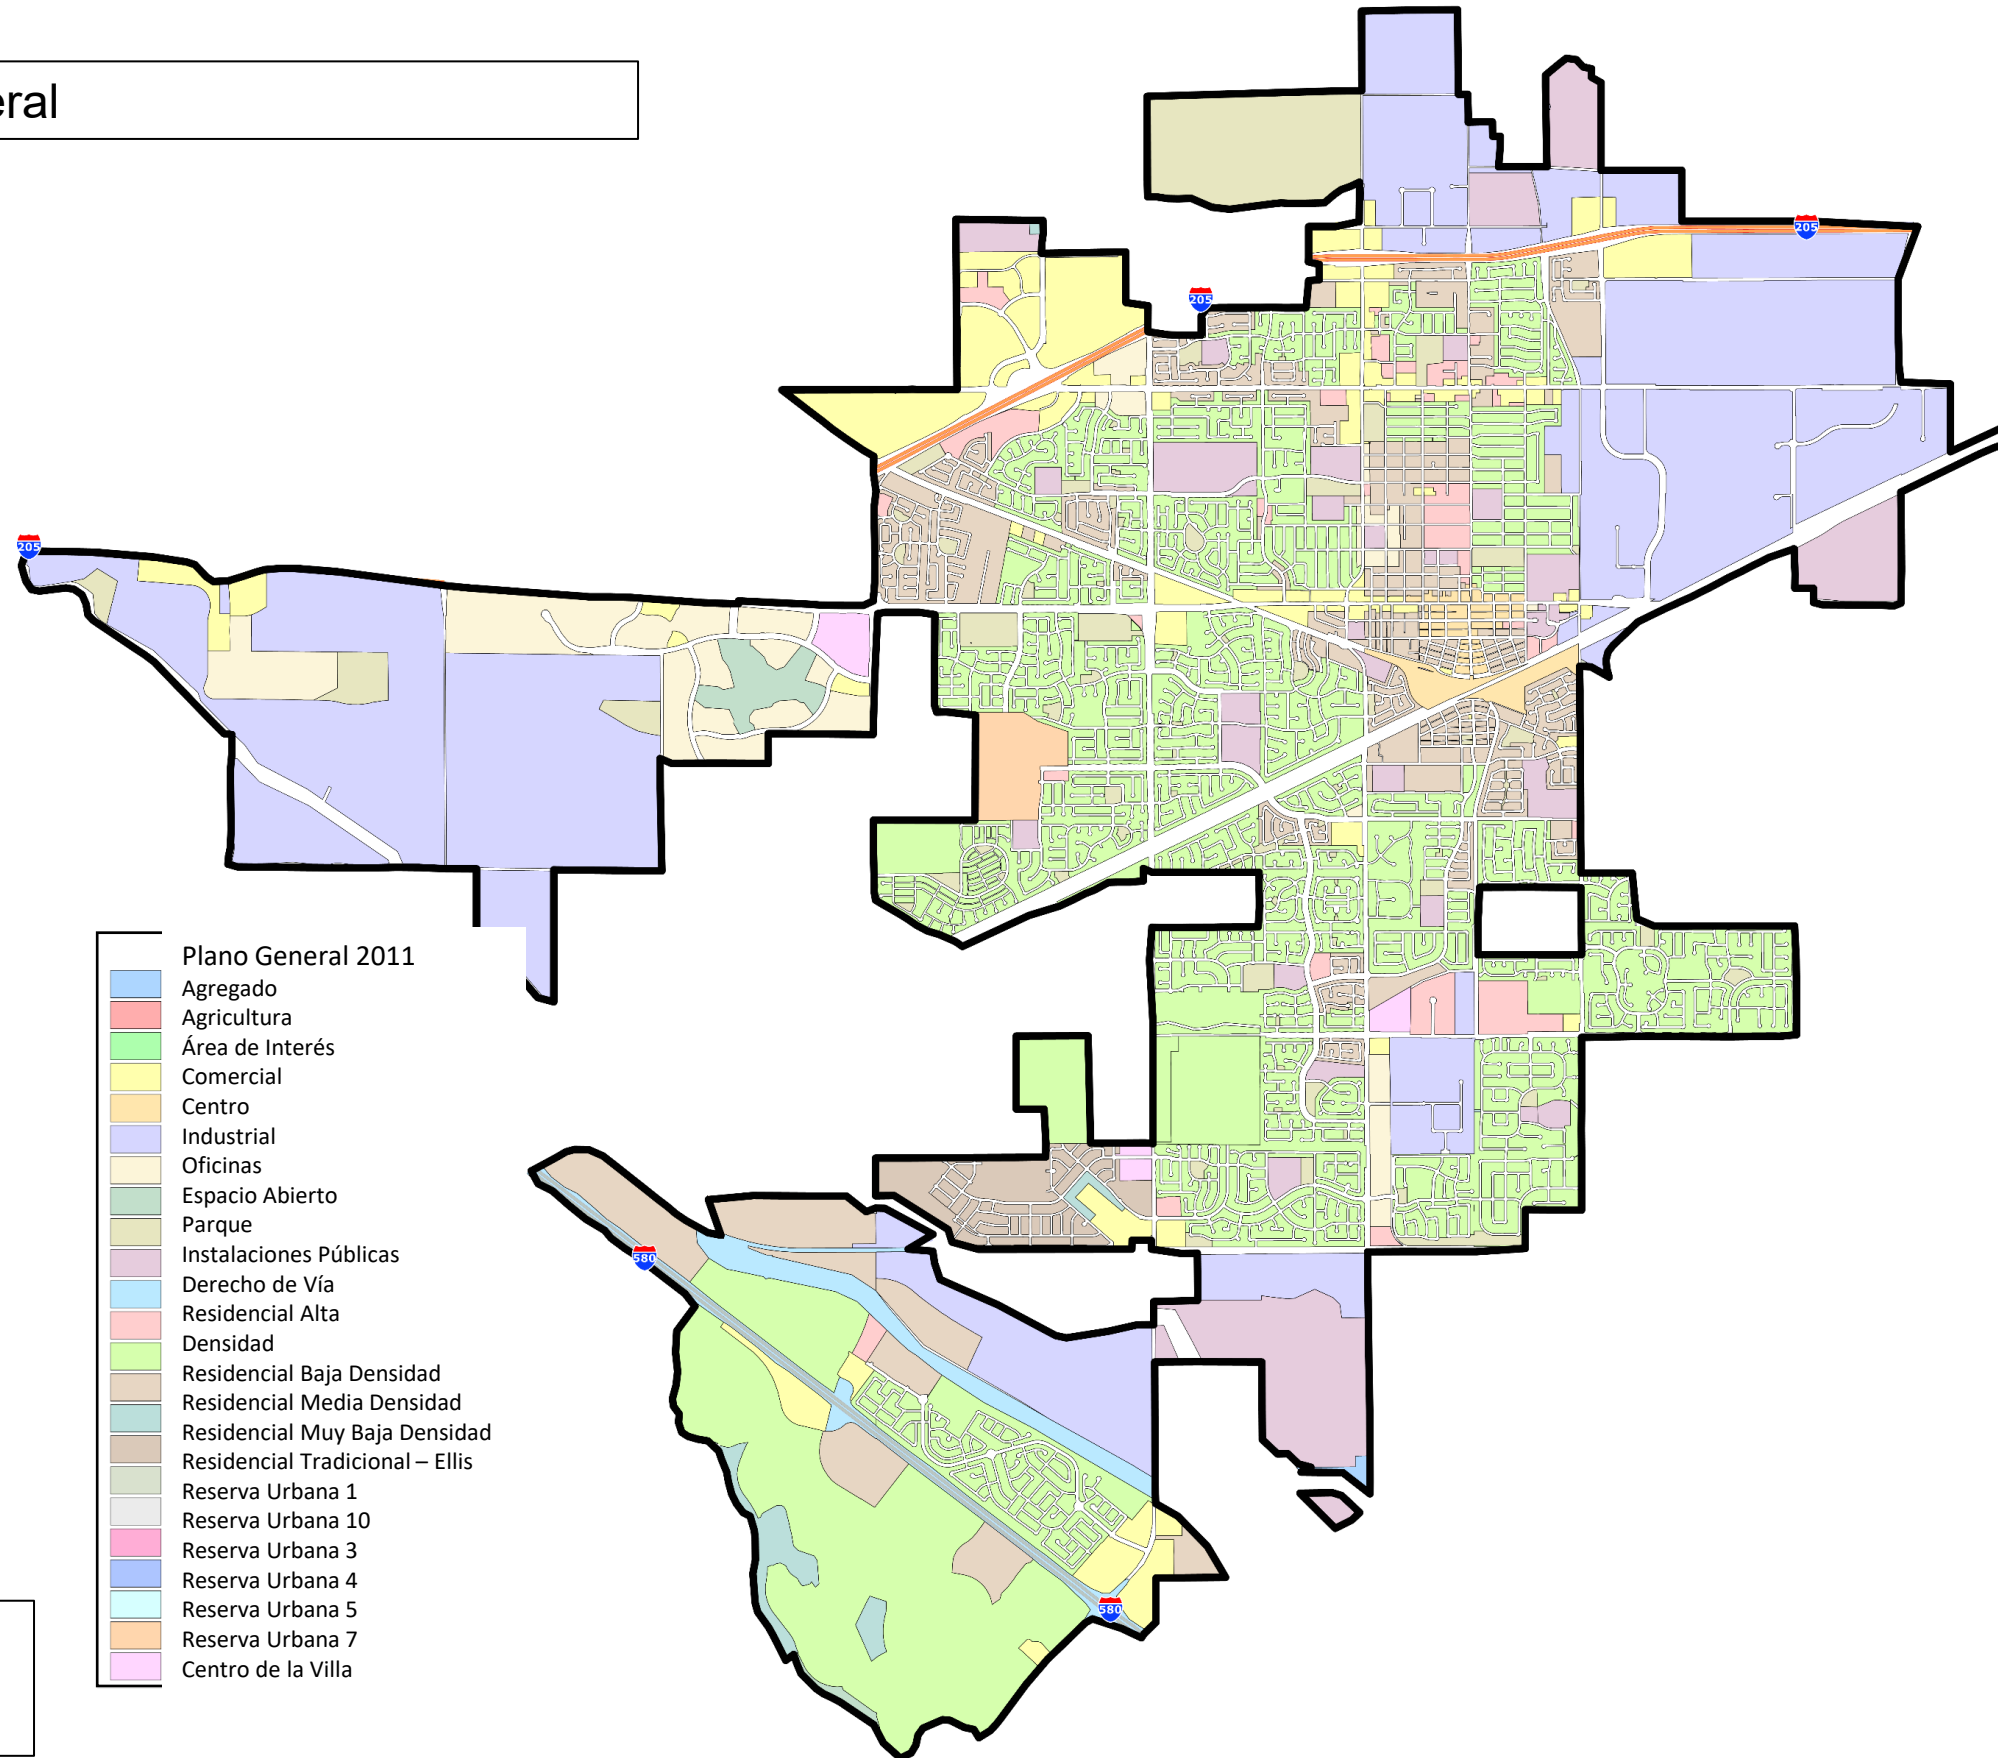 eral
205
205
205
Plano General 2011
Agregado
Agricultura
Área de Interés
Comercial
Centro
Industrial
Oficinas
Espacio Abierto
Parque
Instalaciones Públicas
Derecho de Vía
Residencial Alta
Densidad
Residencial Baja Densidad
Residencial Media Densidad
Residencial Muy Baja Densidad
Residencial Tradicional – Ellis
Reserva Urbana 1
Reserva Urbana 10
Reserva Urbana 3
Reserva Urbana 4
Reserva Urbana 5
Reserva Urbana 7
Centro de la Villa
580
580